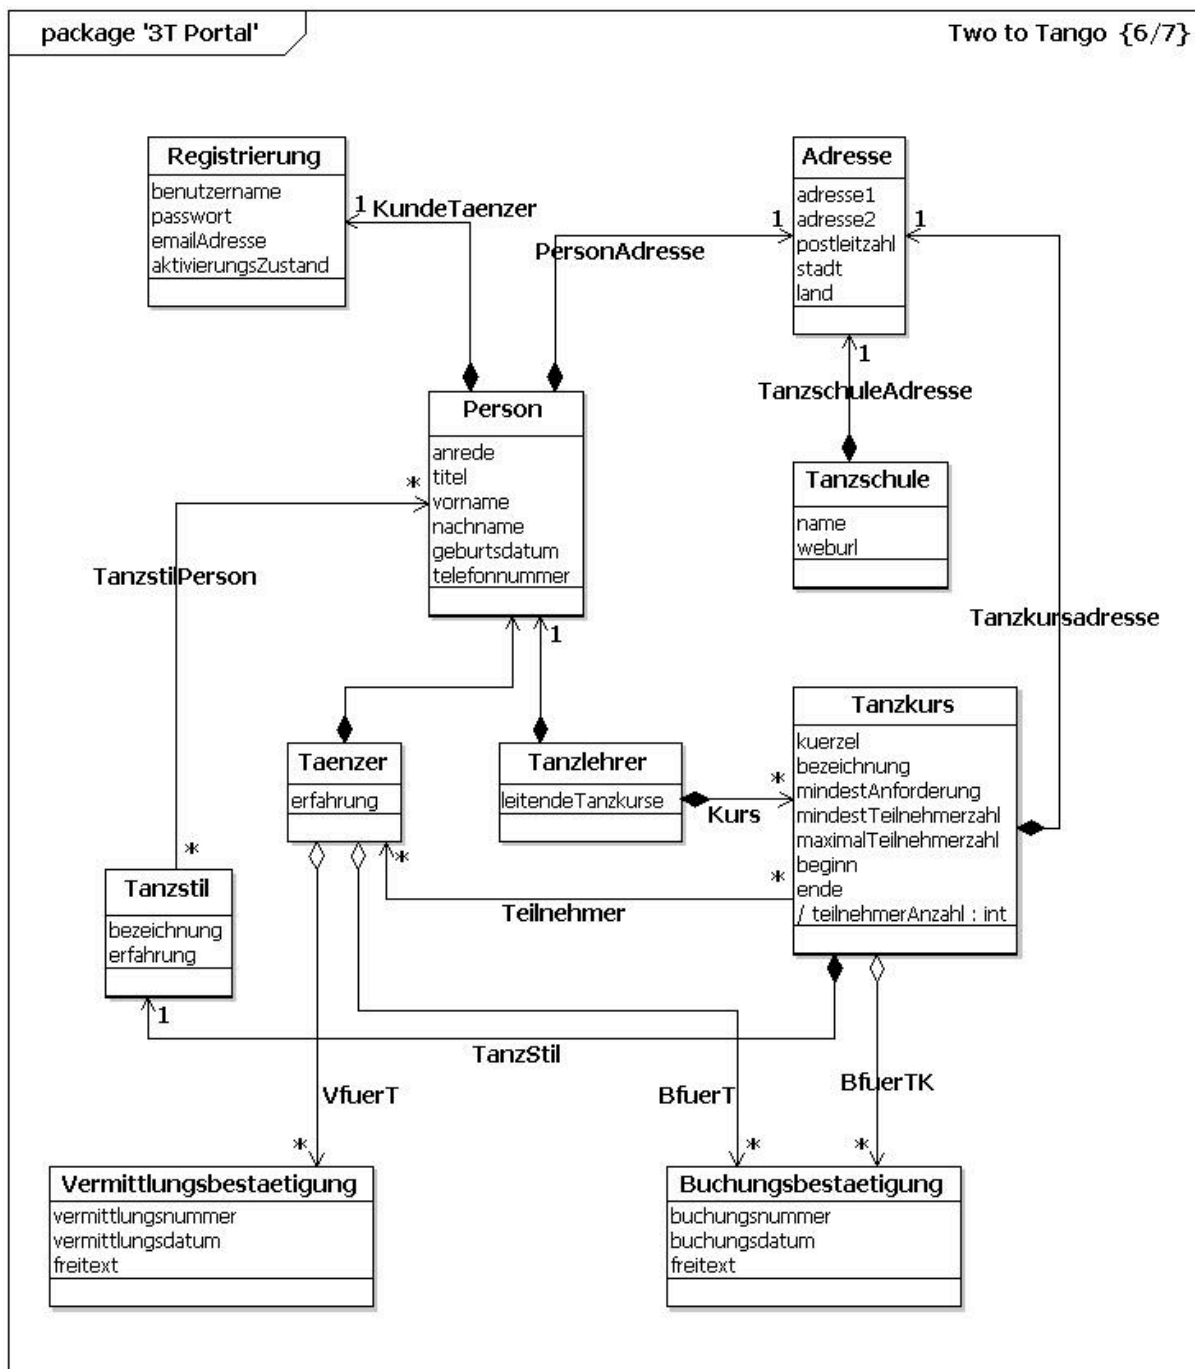 package '3T Portal'
Two to Tango {6/7}
Registrierung
benutzername
passwort
emailAdresse
aktivierungsZustand
1
KundeTaenzer
PersonAdresse
1
Adresse
adresse1
adresse2
postleitzahl
stadt
land
1
1
TanzschuleAdresse
Person
anrede
titel
vorname
nachname
geburtsdatum
telefonnummer
*
TanzstilPerson
Tanzschule
name
weburl
Tanzkursadresse
1
Taenzer
erfahrung
Tanzlehrer
leitendeTanzkurse
*
Kurs
Tanzkurs
kuerzel
bezeichnung
mindestAnforderung
mindestTeilnehmerzahl
maximalTeilnehmerzahl
beginn
ende
/ teilnehmerAnzahl : int
*
*
Teilnehmer
*
Tanzstil
bezeichnung
erfahrung
1
TanzStil
VfuerT
BfuerT
BfuerTK
*
*
*
Vermittlungsbestaetigung
vermittlungsnummer
vermittlungsdatum
freitext
Buchungsbestaetigung
buchungsnummer
buchungsdatum
freitext